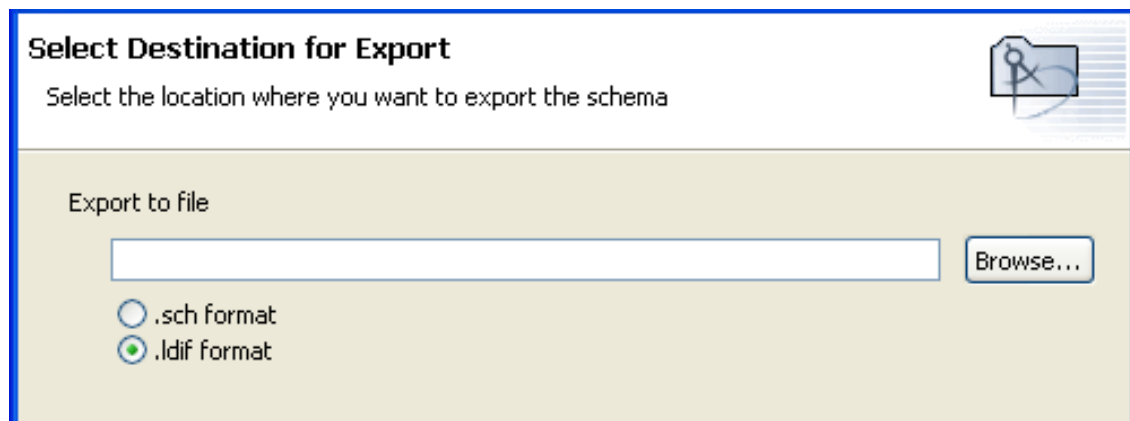 Select Destination for Export
Select the location where you want to export the schema
Export to file
Browse...
.sch format
.ldif format